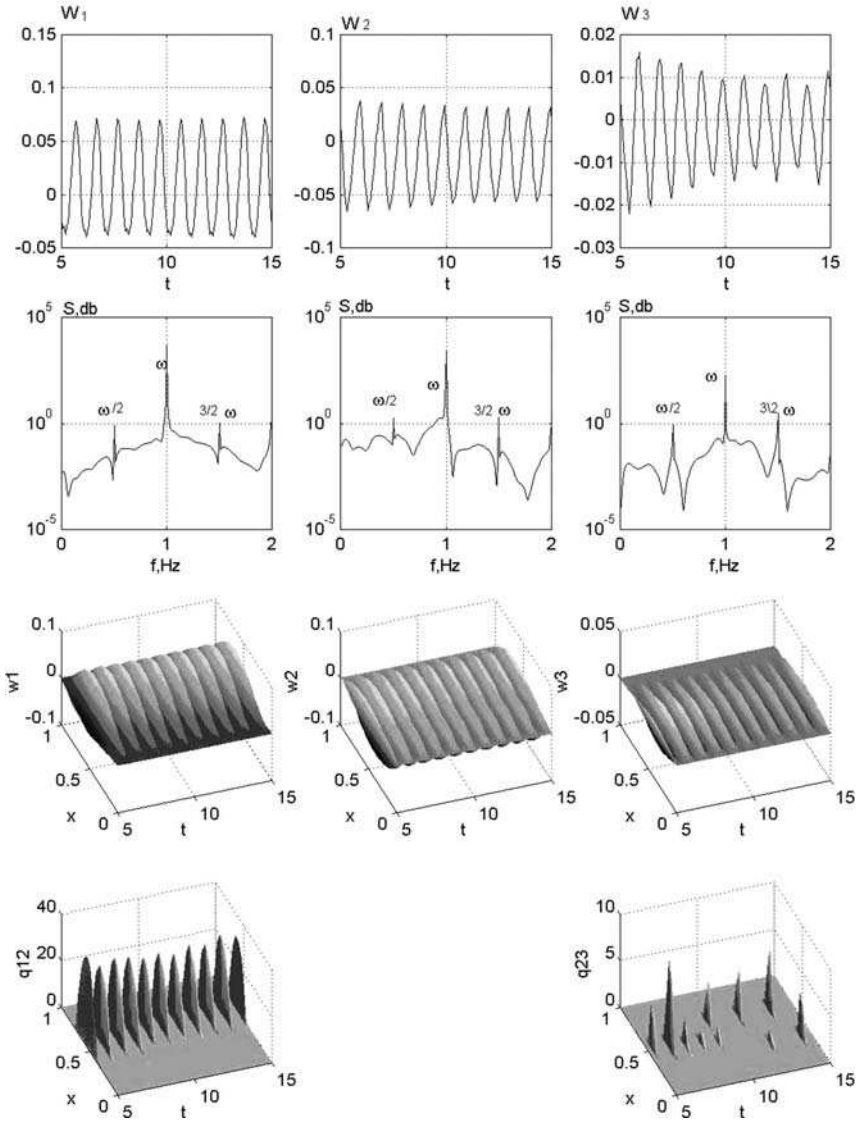 W 1
0.15
0.1
0.05
0
-0.05
5 10 15
t
W 2
0.1
0.05
0
-0.05
-0.1
5 10 15
t
W 3
0.02
0.01
0
-0.01
-0.02
-0.03
5 10 15
t
S,db
10^5
10^0
10^-5
ω/2
ω
3/2 ω
0 1 2
f,Hz
S,db
10^5
10^0
10^-5
ω/2
ω
3/2 ω
0 1 2
f,Hz
S,db
10^5
10^0
10^-5
ω/2
ω
3\2 ω
0 1 2
f,Hz
w1
0.1
0
-0.1
1
0.5
0
x
5 10 15
t
w2
0.1
0
-0.1
1
0.5
0
x
5 10 15
t
w3
0.05
0
-0.05
1
0.5
0
x
5 10 15
t
q12
40
20
0
1
0.5
0
x
5 10 15
t
q23
10
5
0
1
0.5
0
x
5 10 15
t